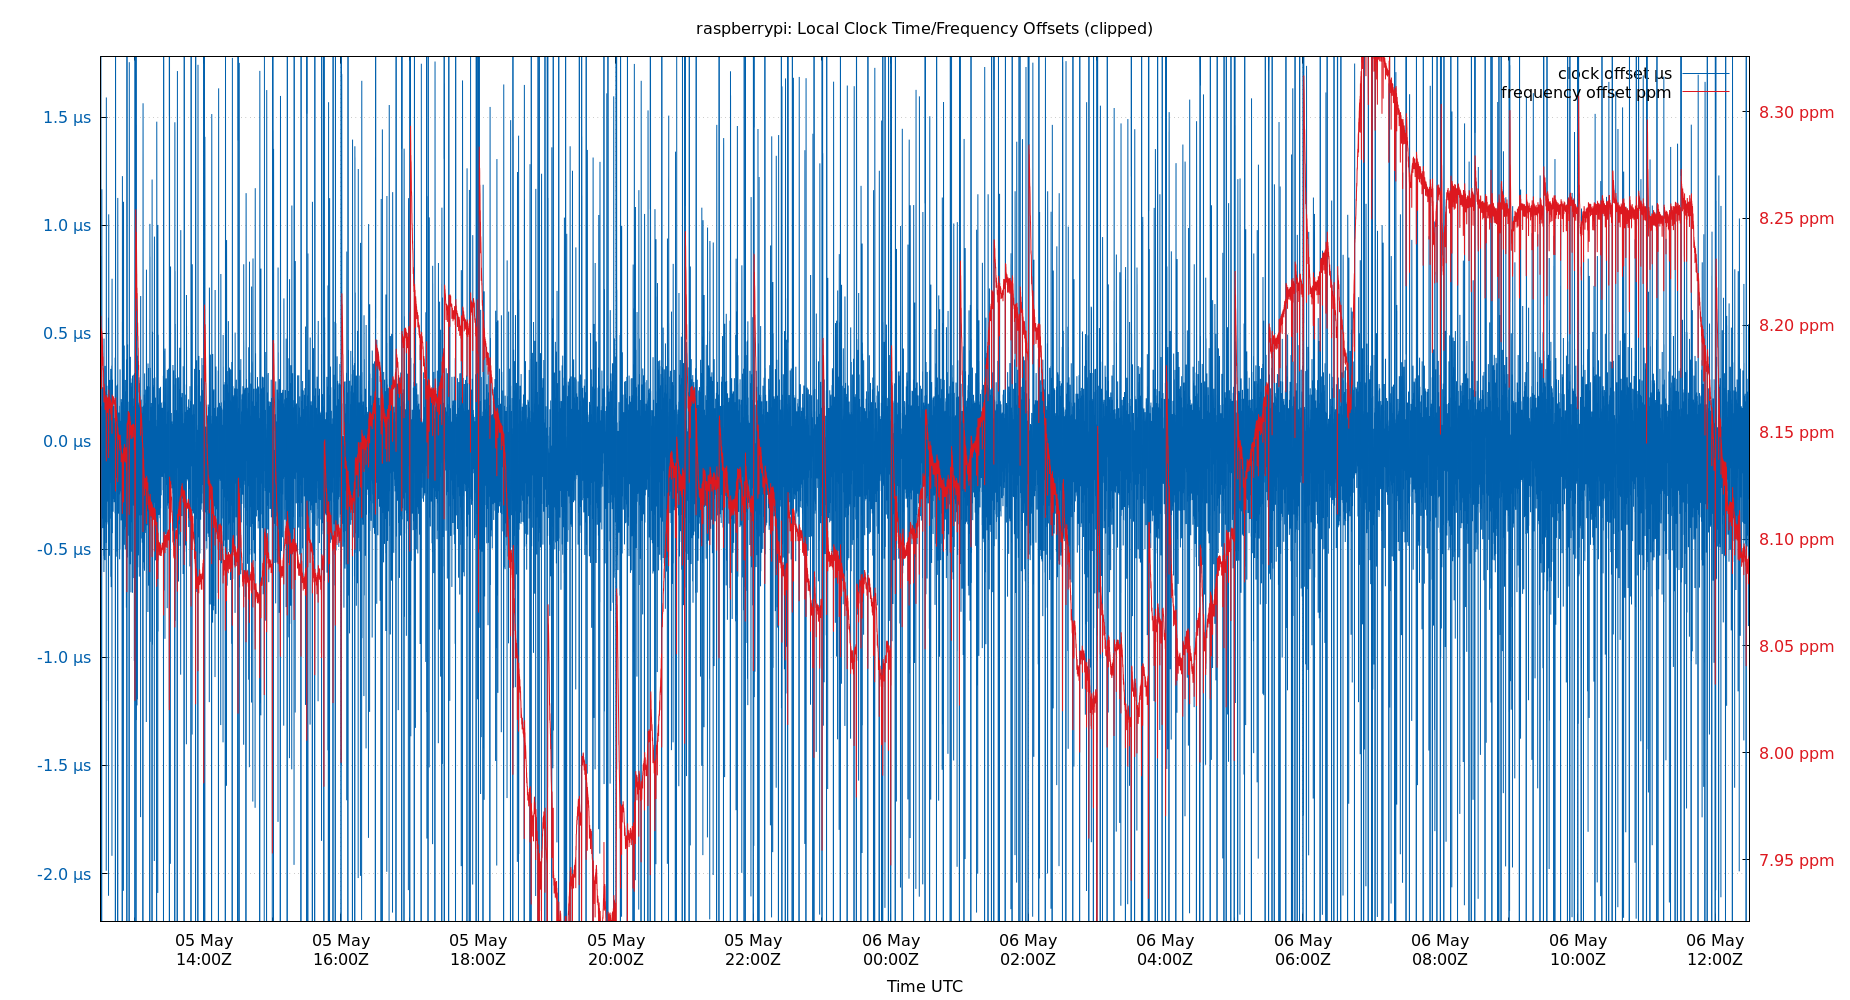 raspberrypi: Local Clock Time/Frequency Offsets (clipped)
clock offset µs
frequency offset ppm
1.5 µs
1.0 µs
0.5 µs
0.0 µs
-0.5 µs
-1.0 µs
-1.5 µs
-2.0 µs
8.30 ppm
8.25 ppm
8.20 ppm
8.15 ppm
8.10 ppm
8.05 ppm
8.00 ppm
7.95 ppm
05 May 05 May 05 May 05 May 05 May 06 May 06 May 06 May 06 May 06 May 06 May 06 May
14:00Z 16:00Z 18:00Z 20:00Z 22:00Z 00:00Z 02:00Z 04:00Z 06:00Z 08:00Z 10:00Z 12:00Z
Time UTC